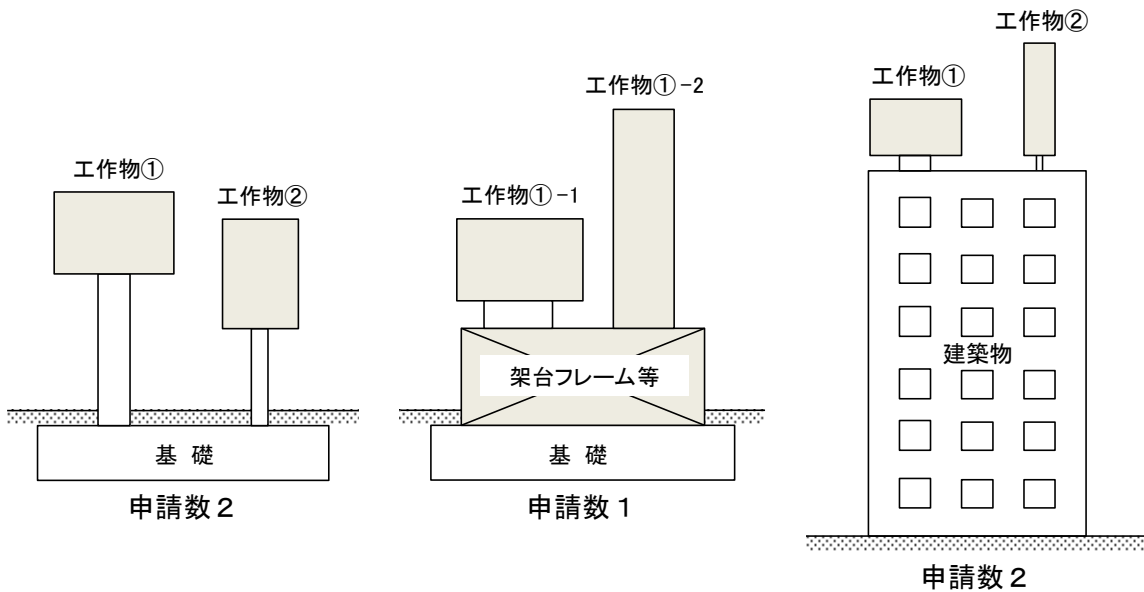 工作物①
工作物②
基 礎
申請数２
工作物①-1
工作物①-2
架台フレーム等
基 礎
申請数１
工作物①
工作物②
建築物
申請数２